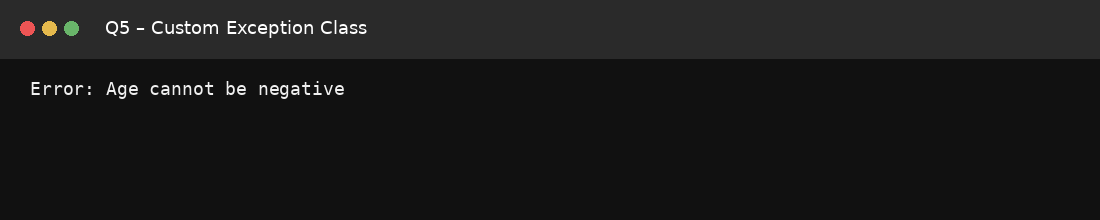 Q5 – Custom Exception Class
Error: Age cannot be negative